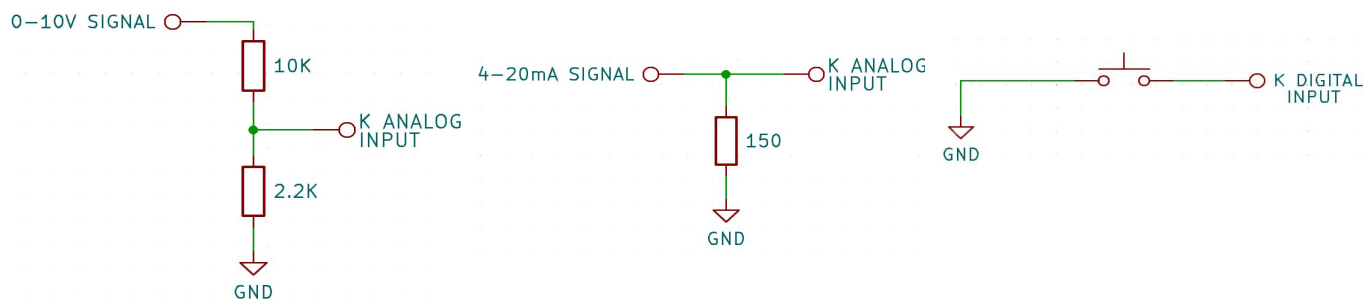 0–10V SIGNAL
10K
K ANALOG
INPUT
2.2K
GND
4–20mA SIGNAL
K ANALOG
INPUT
150
GND
K DIGITAL
INPUT
GND